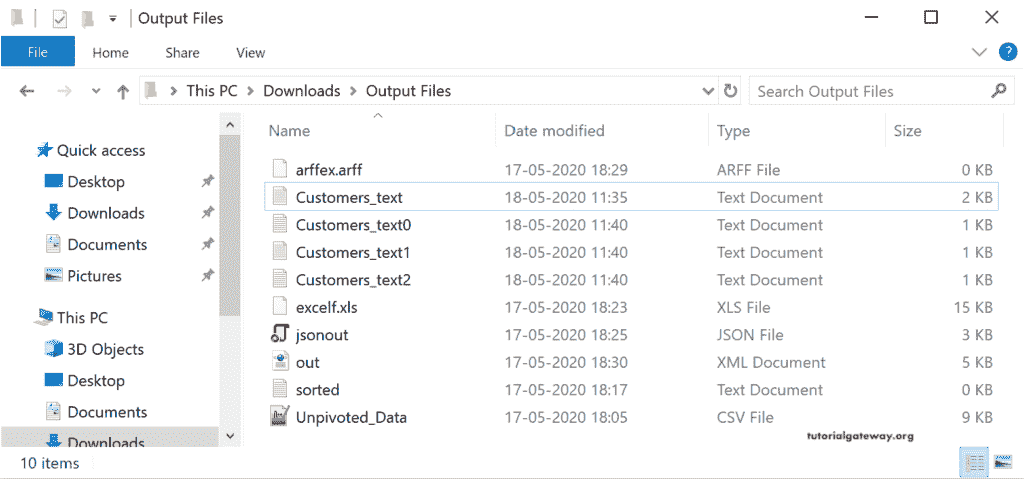 Output Files
File Home Share View
This PC Downloads Output Files Search Output Files
Name Date modified Type Size
Quick access
Desktop
Downloads
Documents
Pictures
This PC
3D Objects
Desktop
Documents
Downloads
arffex.arff 17-05-2020 18:29 ARFF File 0 KB
Customers_text 18-05-2020 11:35 Text Document 2 KB
Customers_text0 18-05-2020 11:40 Text Document 1 KB
Customers_text1 18-05-2020 11:40 Text Document 1 KB
Customers_text2 18-05-2020 11:40 Text Document 1 KB
excelf.xls 17-05-2020 18:23 XLS File 15 KB
jsonout 17-05-2020 18:25 JSON File 3 KB
out 17-05-2020 18:30 XML Document 5 KB
sorted 17-05-2020 18:17 Text Document 0 KB
Unpivoted_Data 17-05-2020 18:05 CSV File 9 KB
tutorialgateway.org
10 items